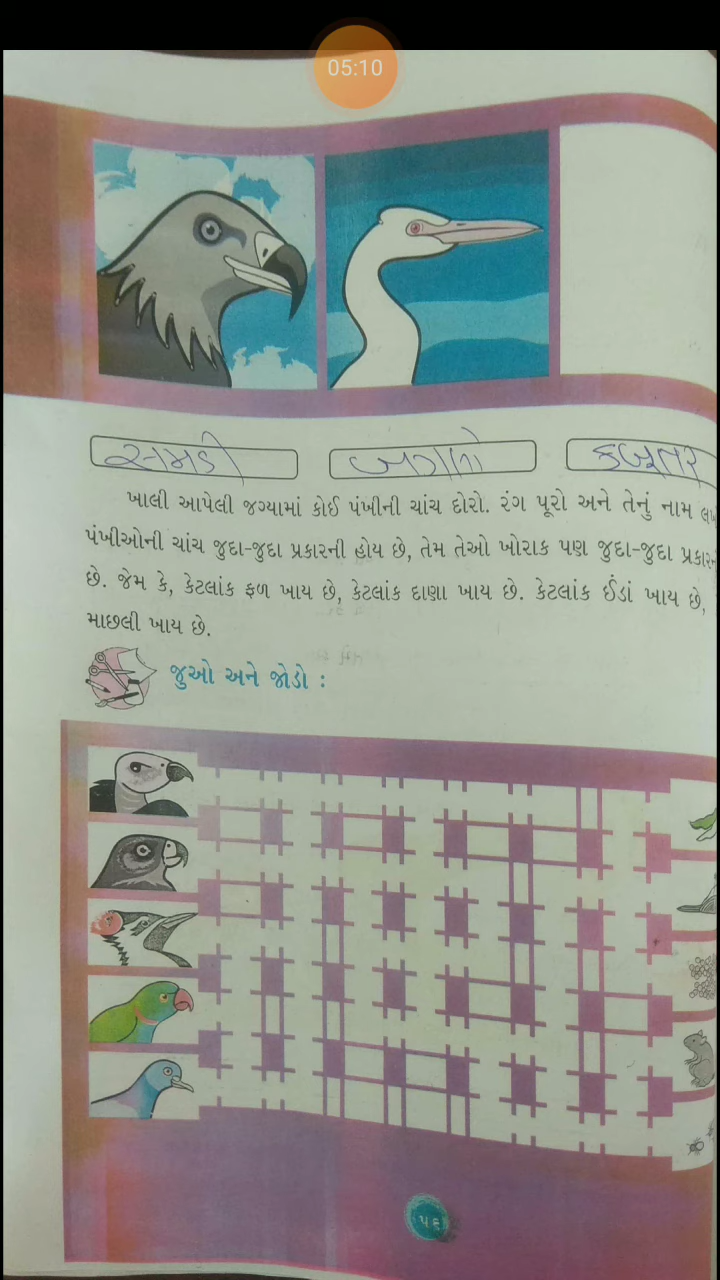 05:10
સમડી બગલો કબૂતર
ખાલી આપેલી જગ્યામાં કોઈ પંખીની ચાંચ દોરો. રંગ પૂરો અને તેનું નામ
પંખીઓની ચાંચ જુદા-જુદા પ્રકારની હોય છે, તેમ તેઓ ખોરાક પણ જુદા-જુદા
છે. જેમ કે, કેટલાંક ફળ ખાય છે, કેટલાંક દાણા ખાય છે. કેટલાંક ઈંડાં ખાય છે,
માછલી ખાય છે.
જુઓ અને જોડો :
૫૬